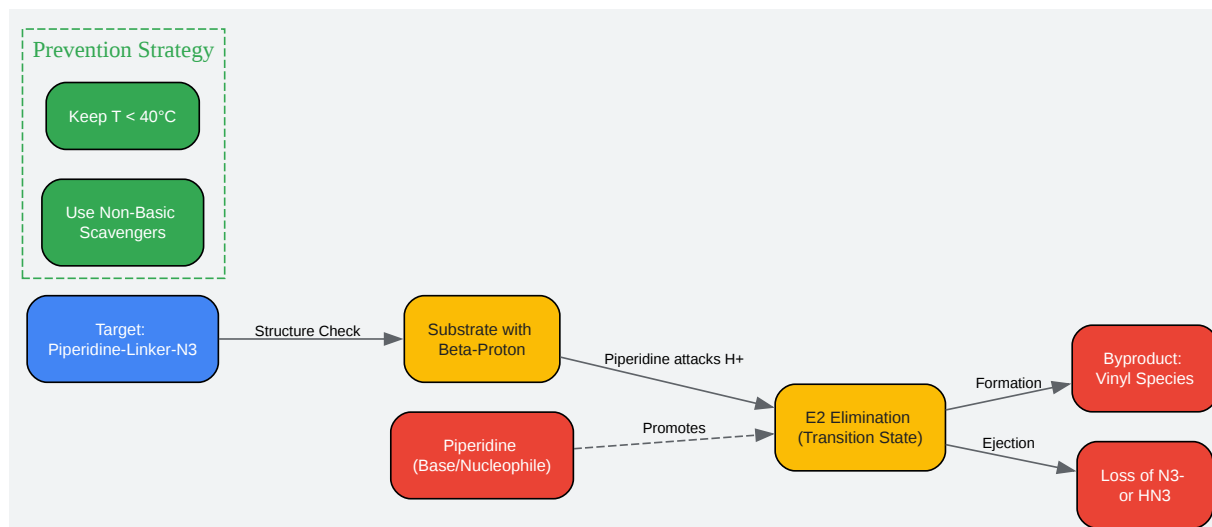 Prevention Strategy
Keep T < 40°C
Use Non-Basic
Scavengers
Target:
Piperidine-Linker-N3
Structure Check
Substrate with
Beta-Proton
Piperidine attacks H+
Piperidine
(Base/Nucleophile)
Promotes
E2 Elimination
(Transition State)
Formation
Byproduct:
Vinyl Species
Ejection
Loss of N3-
or HN3